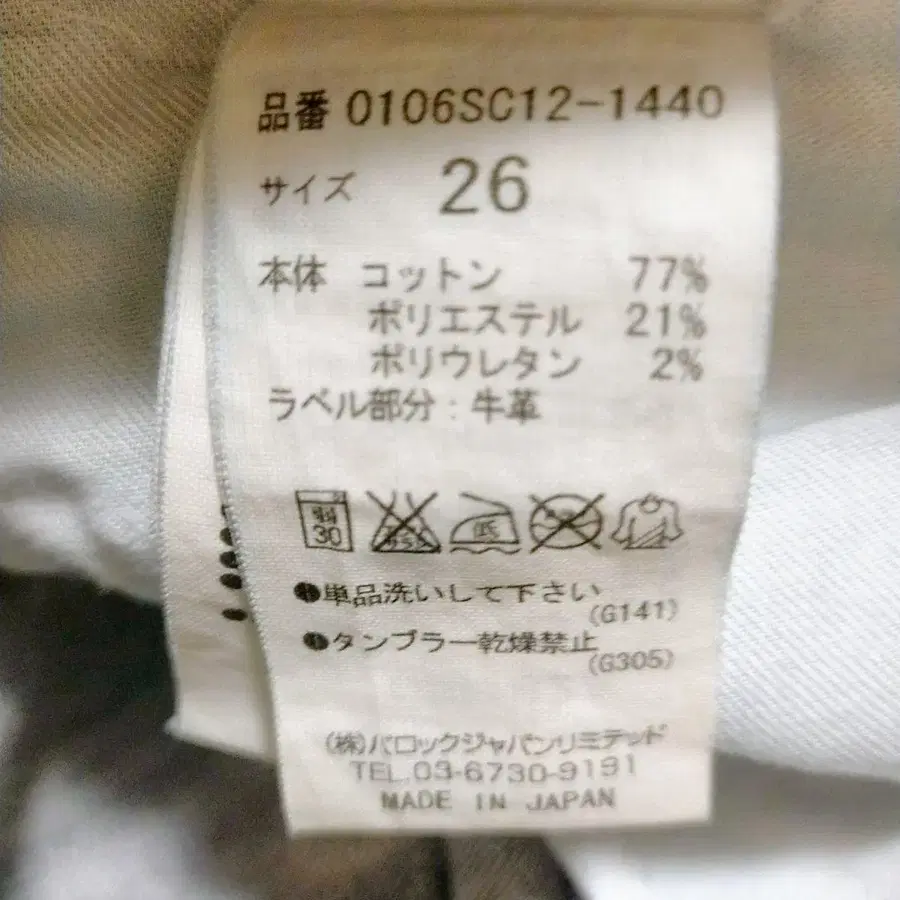 品番 0106SC12-1440
サイズ 26
本体 コットン 77%
ポリエステル 21%
ポリウレタン 2%
ラベル部分:牛革
弱 30 低
●単品洗いして下さい
(G141)
●タンブラー乾燥禁止
(G305)
(株)バロックジャパンリミテッド
TEL.03-6730-9191
MADE IN JAPAN